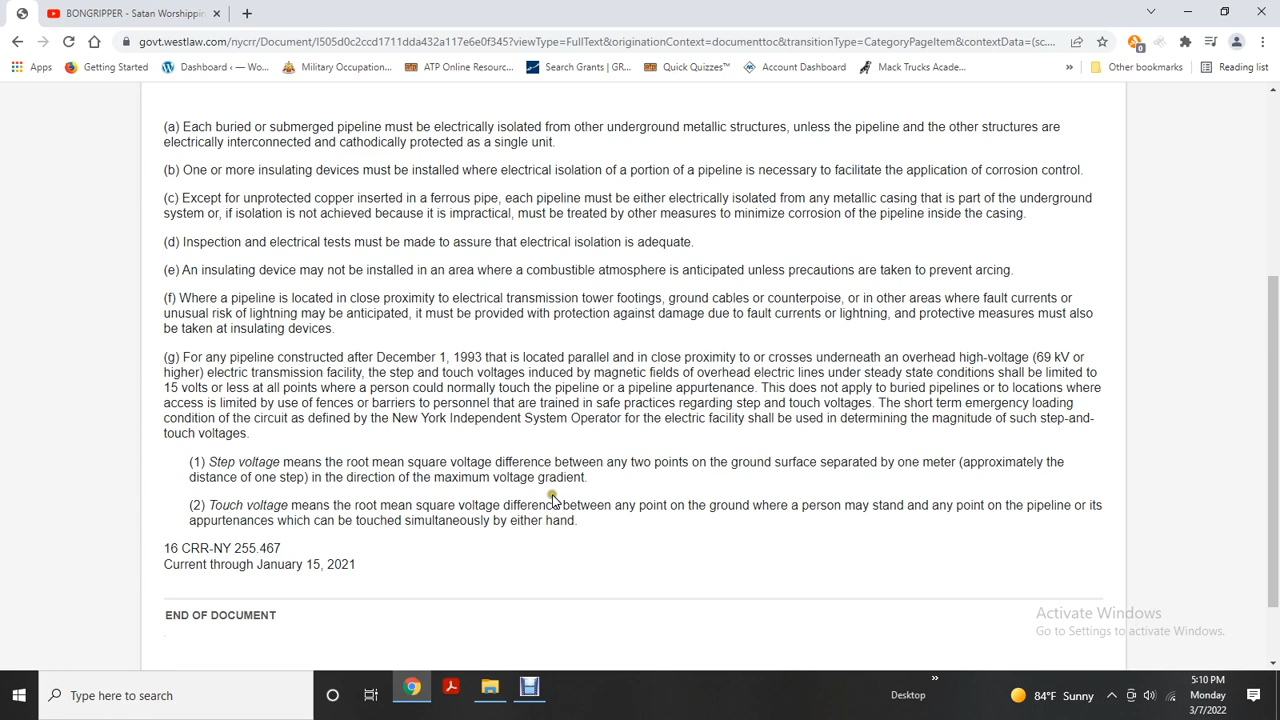 BONGRIPPER - Satan Worshippin
govt.westlaw.com/nycrr/Document/I505d0c2ccd1711dda432a117e6e0f345?viewType=FullText&originationContext=documenttoc&transitionType=CategoryPageItem&contextData=(sc...
Apps Getting Started Dashboard ‹ — Wo... Military Occupation... ATP Online Resourc... Search Grants | GR... Quick Quizzes™ Account Dashboard Mack Trucks Acade... » Other bookmarks Reading list
(a) Each buried or submerged pipeline must be electrically isolated from other underground metallic structures, unless the pipeline and the other structures are
electrically interconnected and cathodically protected as a single unit.
(b) One or more insulating devices must be installed where electrical isolation of a portion of a pipeline is necessary to facilitate the application of corrosion control.
(c) Except for unprotected copper inserted in a ferrous pipe, each pipeline must be either electrically isolated from any metallic casing that is part of the underground
system or, if isolation is not achieved because it is impractical, must be treated by other measures to minimize corrosion of the pipeline inside the casing.
(d) Inspection and electrical tests must be made to assure that electrical isolation is adequate.
(e) An insulating device may not be installed in an area where a combustible atmosphere is anticipated unless precautions are taken to prevent arcing.
(f) Where a pipeline is located in close proximity to electrical transmission tower footings, ground cables or counterpoise, or in other areas where fault currents or
unusual risk of lightning may be anticipated, it must be provided with protection against damage due to fault currents or lightning, and protective measures must also
be taken at insulating devices.
(g) For any pipeline constructed after December 1, 1993 that is located parallel and in close proximity to or crosses underneath an overhead high-voltage (69 kV or
higher) electric transmission facility, the step and touch voltages induced by magnetic fields of overhead electric lines under steady state conditions shall be limited to
15 volts or less at all points where a person could normally touch the pipeline or a pipeline appurtenance. This does not apply to buried pipelines or to locations where
access is limited by use of fences or barriers to personnel that are trained in safe practices regarding step and touch voltages. The short term emergency loading
condition of the circuit as defined by the New York Independent System Operator for the electric facility shall be used in determining the magnitude of such step-and-
touch voltages.
(1) Step voltage means the root mean square voltage difference between any two points on the ground surface separated by one meter (approximately the
distance of one step) in the direction of the maximum voltage gradient.
(2) Touch voltage means the root mean square voltage difference between any point on the ground where a person may stand and any point on the pipeline or its
appurtenances which can be touched simultaneously by either hand.
16 CRR-NY 255.467
Current through January 15, 2021
END OF DOCUMENT
Activate Windows
Go to Settings to activate Windows.
Type here to search
Desktop
»
84°F Sunny
5:10 PM
Monday
3/7/2022